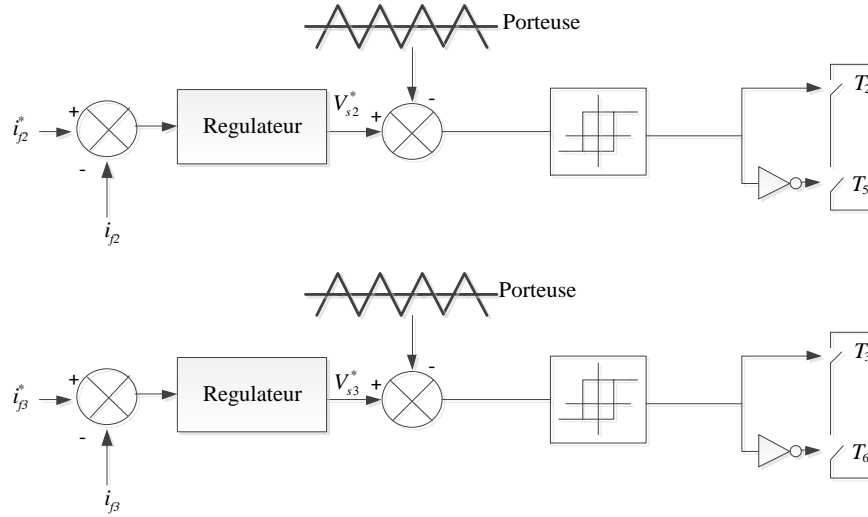 Porteuse
+
-
i*f2
Regulateur
V*s2
+
-
T2
T5
if2
Porteuse
+
-
i*f3
Regulateur
V*s3
+
-
T3
T6
if3